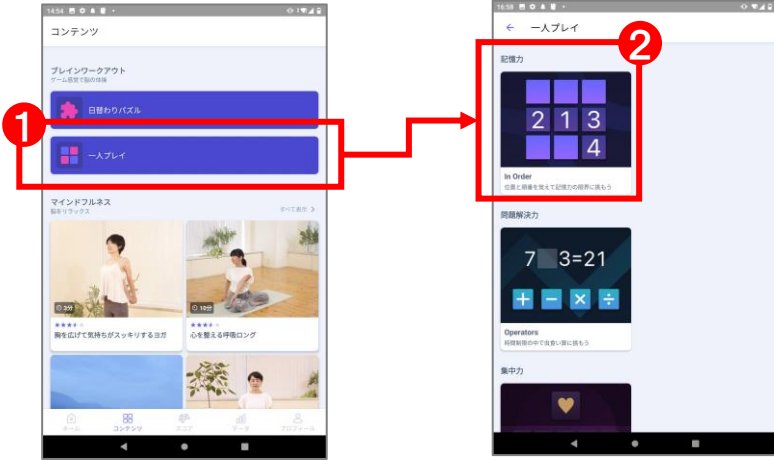 14:54
コンテンツ
ブレインワークアウト
ゲーム感覚で脳の体操
日替わりパズル
1
一人プレイ
マインドフルネス
脳をリラックス
すべて表示 >
3分
胸を広げて気持ちがスッキリするヨガ
10分
心を整える呼吸ロング
ホーム
コンテンツ
スコア
データ
プロフィール
16:58
← 一人プレイ
2
記憶力
2 1 3
4
In Order
位置と順番を覚えて記憶力の限界に挑もう
問題解決力
7 3=21
+ − × ÷
Operators
時間制限の中で出良い面に挑もう
集中力